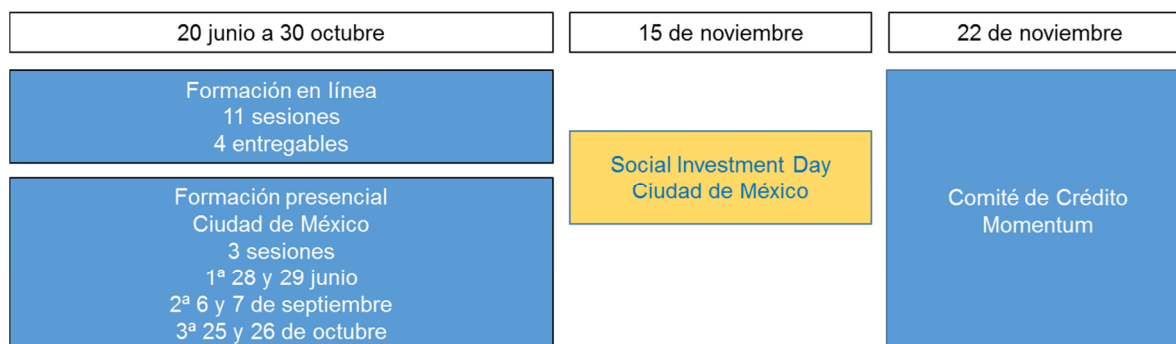 20 junio a 30 octubre
15 de noviembre
22 de noviembre
Formación en línea
11 sesiones
4 entregables
Formación presencial
Ciudad de México
3 sesiones
1ª 28 y 29 junio
2ª 6 y 7 de septiembre
3ª 25 y 26 de octubre
Social Investment Day
Ciudad de México
Comité de Crédito
Momentum